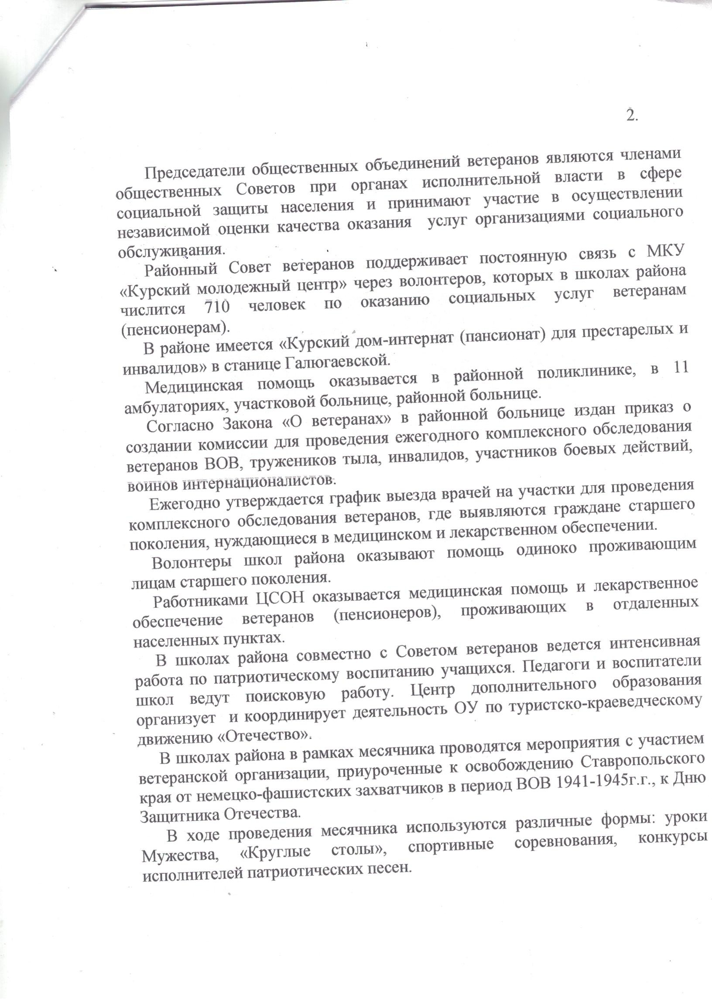 2.
Председатели общественных объединений ветеранов являются членами
общественных Советов при органах исполнительной власти в сфере
социальной защиты населения и принимают участие в осуществлении
независимой оценки качества оказания услуг организациями социального
обслуживания.
Районный Совет ветеранов поддерживает постоянную связь с МКУ
«Курский молодежный центр» через волонтеров, которых в школах района
числится 710 человек по оказанию социальных услуг ветеранам
(пенсионерам).
В районе имеется «Курский дом-интернат (пансионат) для престарелых и
инвалидов» в станице Галюгаевской.
Медицинская помощь оказывается в районной поликлинике, в 11
амбулаториях, участковой больнице, районной больнице.
Согласно Закона «О ветеранах» в районной больнице издан приказ о
создании комиссии для проведения ежегодного комплексного обследования
ветеранов ВОВ, тружеников тыла, инвалидов, участников боевых действий,
воинов интернационалистов.
Ежегодно утверждается график выезда врачей на участки для проведения
комплексного обследования ветеранов, где выявляются граждане старшего
поколения, нуждающиеся в медицинском и лекарственном обеспечении.
Волонтеры школ района оказывают помощь одиноко проживающим
лицам старшего поколения.
Работниками ЦСОН оказывается медицинская помощь и лекарственное
обеспечение ветеранов (пенсионеров), проживающих в отдаленных
населенных пунктах.
В школах района совместно с Советом ветеранов ведется интенсивная
работа по патриотическому воспитанию учащихся. Педагоги и воспитатели
школ ведут поисковую работу. Центр дополнительного образования
организует и координирует деятельность ОУ по туристско-краеведческому
движению «Отечество».
В школах района в рамках месячника проводятся мероприятия с участием
ветеранской организации, приуроченные к освобождению Ставропольского
края от немецко-фашистских захватчиков в период ВОВ 1941-1945г.г., к Дню
Защитника Отечества.
В ходе проведения месячника используются различные формы: уроки
Мужества, «Круглые столы», спортивные соревнования, конкурсы
исполнителей патриотических песен.